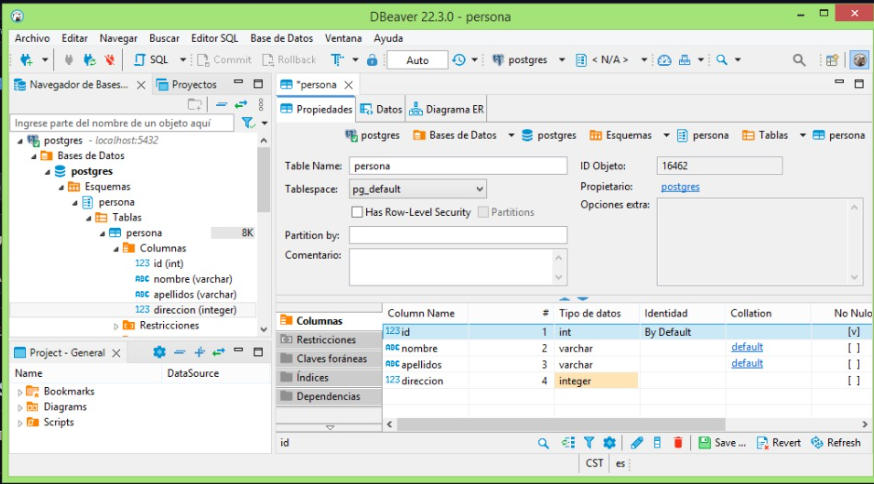 DBeaver 22.3.0 - persona
Archivo Editar Navegar Buscar Editor SQL Base de Datos Ventana Ayuda
SQL Commit Rollback Auto postgres < N/A >
Navegador de Bases... Proyectos
Ingrese parte del nombre de un objeto aquí
postgres - localhost:5432
Bases de Datos
postgres
Esquemas
persona
Tablas
persona 8K
Columnas
123 id (int)
ABC nombre (varchar)
ABC apellidos (varchar)
123 direccion (integer)
Restricciones
Project - General
Name DataSource
Bookmarks
Diagrams
Scripts
*persona
Propiedades Datos Diagrama ER
postgres Bases de Datos postgres Esquemas persona Tablas persona
Table Name: persona ID Objeto: 16462
Tablespace: pg_default Propietario: postgres
Has Row-Level Security Partitions Opciones extra:
Partition by:
Comentario:
Columnas
Restricciones
Claves foráneas
Índices
Dependencias
Column Name # Tipo de datos Identidad Collation No Nulo
123 id 1 int By Default [v]
ABC nombre 2 varchar default [ ]
ABC apellidos 3 varchar default [ ]
123 direccion 4 integer [ ]
id Save ... Revert Refresh
CST es